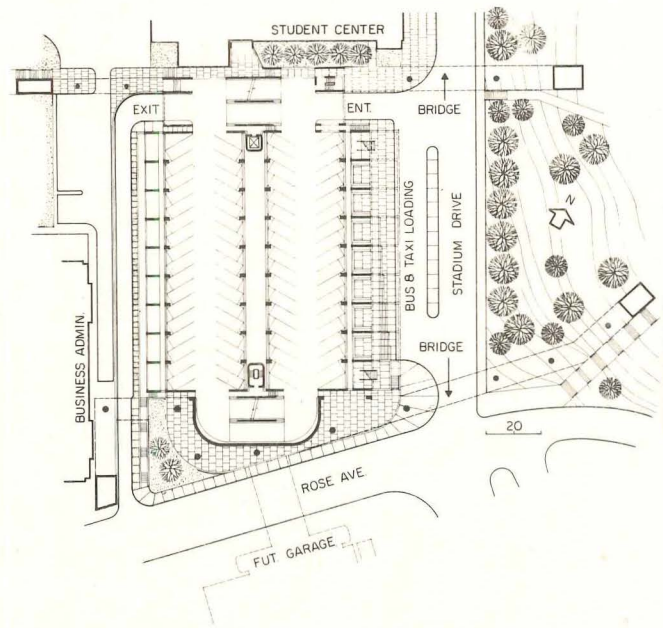 STUDENT CENTER
EXIT
ENT.
BRIDGE
N
BUS & TAXI LOADING
STADIUM DRIVE
BUSINESS ADMIN.
BRIDGE
20
ROSE AVE.
FUT. GARAGE